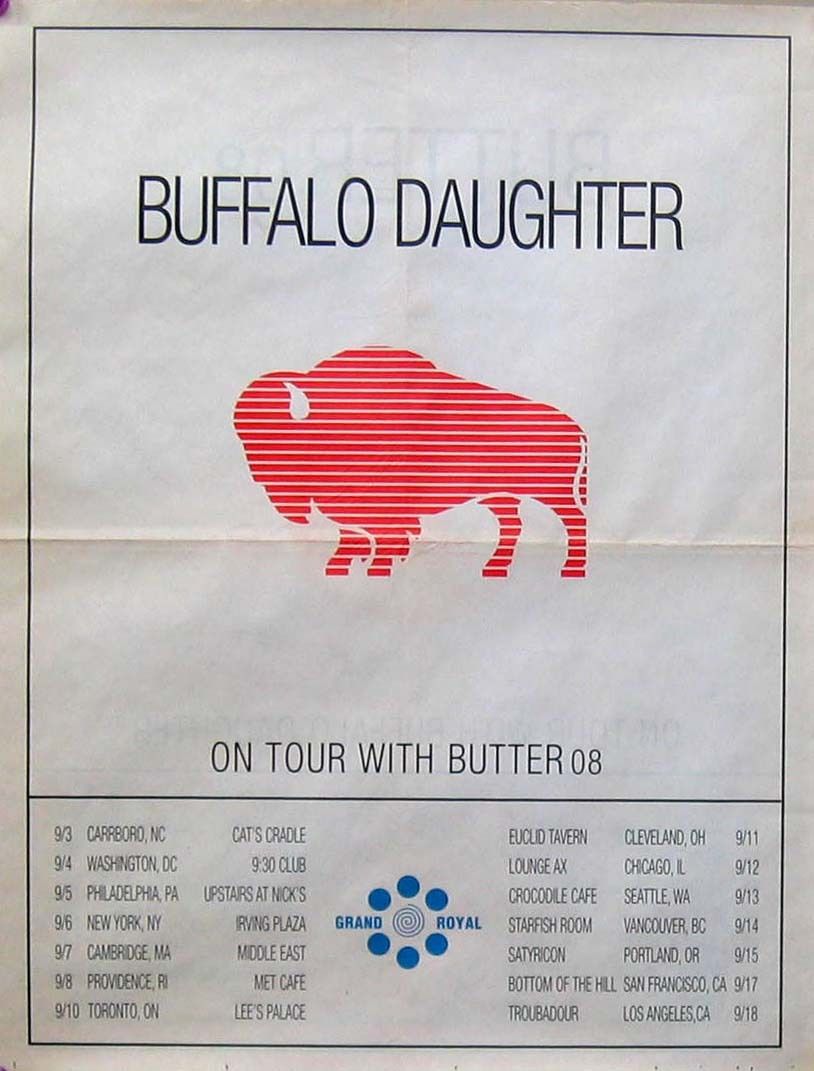 BUFFALO DAUGHTER
ON TOUR WITH BUTTER 08
9/3 CARRBORO, NC CAT'S CRADLE
9/4 WASHINGTON, DC 9:30 CLUB
9/5 PHILADELPHIA, PA UPSTAIRS AT NICK'S
9/6 NEW YORK, NY IRVING PLAZA
9/7 CAMBRIDGE, MA MIDDLE EAST
9/8 PROVIDENCE, RI MET CAFE
9/10 TORONTO, ON LEE'S PALACE
GRAND ROYAL
EUCLID TAVERN CLEVELAND, OH 9/11
LOUNGE AX CHICAGO, IL 9/12
CROCODILE CAFE SEATTLE, WA 9/13
STARFISH ROOM VANCOUVER, BC 9/14
SATYRICON PORTLAND, OR 9/15
BOTTOM OF THE HILL SAN FRANCISCO, CA 9/17
TROUBADOUR LOS ANGELES,CA 9/18